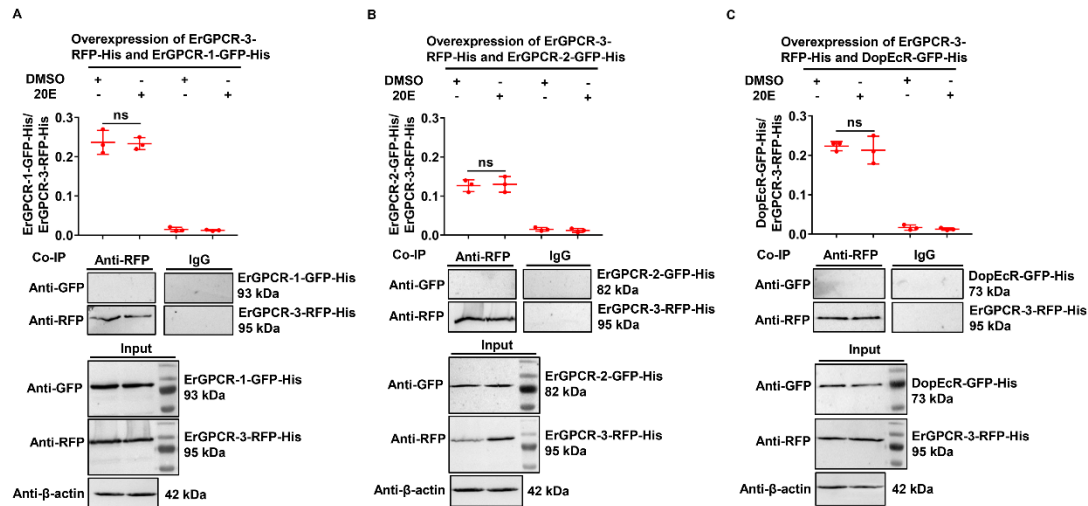 A
Overexpression of ErGPCR-3-
RFP-His and ErGPCR-1-GFP-His
DMSO + - + -
20E - + - +
ErGPCR-1-GFP-His/
ErGPCR-3-RFP-His
0.3
0.2
0.1
0.0
ns
Co-IP Anti-RFP IgG
Anti-GFP ErGPCR-1-GFP-His
93 kDa
Anti-RFP ErGPCR-3-RFP-His
95 kDa
Input
Anti-GFP ErGPCR-1-GFP-His
93 kDa
Anti-RFP ErGPCR-3-RFP-His
95 kDa
Anti-β-actin 42 kDa
B
Overexpression of ErGPCR-3-
RFP-His and ErGPCR-2-GFP-His
DMSO + - + -
20E - + - +
ErGPCR-2-GFP-His/
ErGPCR-3-RFP-His
0.3
0.2
0.1
0.0
ns
Co-IP Anti-RFP IgG
Anti-GFP ErGPCR-2-GFP-His
82 kDa
Anti-RFP ErGPCR-3-RFP-His
95 kDa
Input
Anti-GFP ErGPCR-2-GFP-His
82 kDa
Anti-RFP ErGPCR-3-RFP-His
95 kDa
Anti-β-actin 42 kDa
C
Overexpression of ErGPCR-3-
RFP-His and DopEcR-GFP-His
DMSO + - + -
20E - + - +
DopEcR-GFP-His/
ErGPCR-3-RFP-His
0.3
0.2
0.1
0.0
ns
Co-IP Anti-RFP IgG
Anti-GFP DopEcR-GFP-His
73 kDa
Anti-RFP ErGPCR-3-RFP-His
95 kDa
Input
Anti-GFP DopEcR-GFP-His
73 kDa
Anti-RFP ErGPCR-3-RFP-His
95 kDa
Anti-β-actin 42 kDa